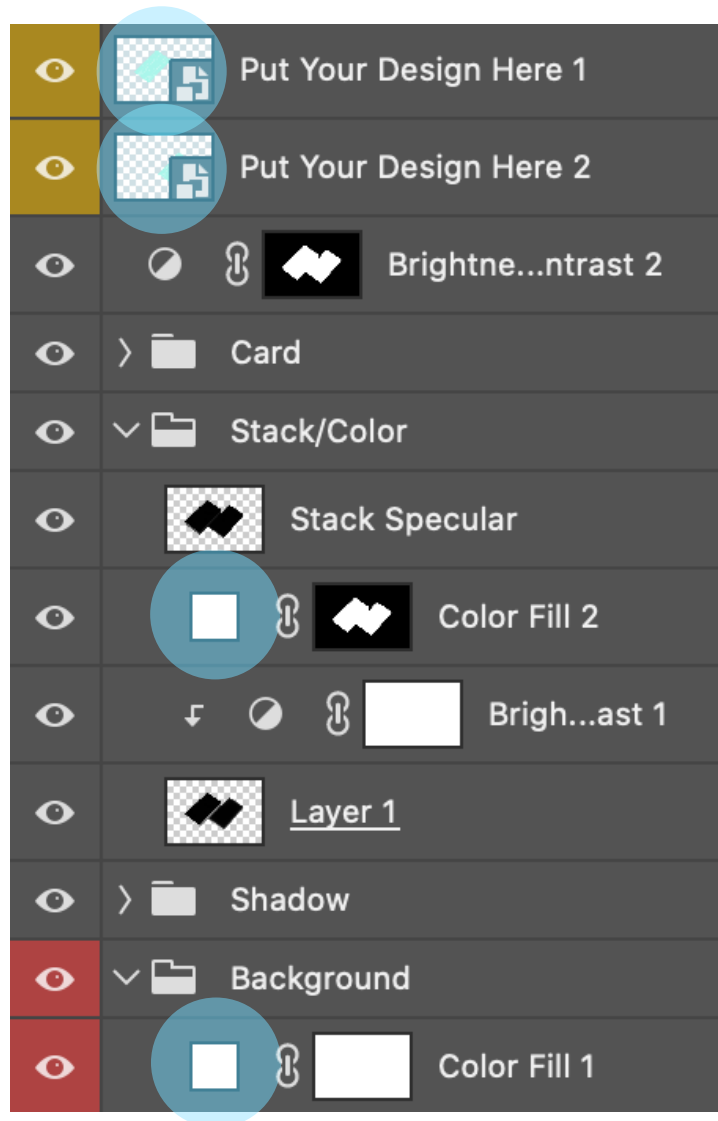 Put Your Design Here 1
Put Your Design Here 2
Brightne...ntrast 2
Card
Stack/Color
Stack Specular
Color Fill 2
Brigh...ast 1
Layer 1
Shadow
Background
Color Fill 1